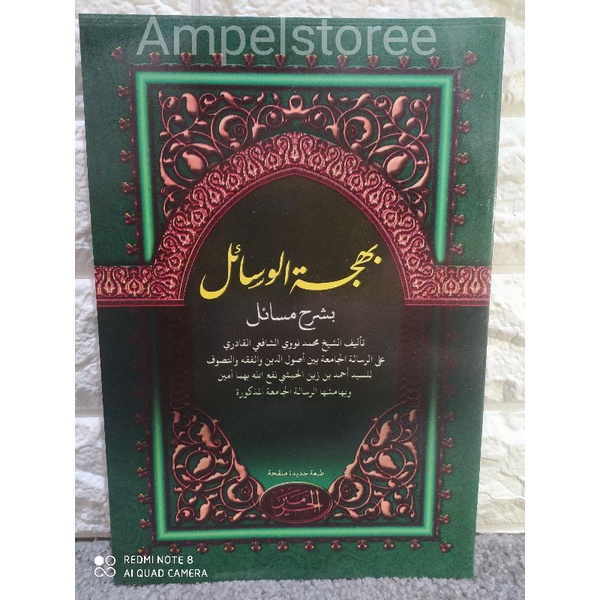 Ampelstoree
بهجة الوسائل
بشرح مسائل
تأليف الشيخ محمد نووي الشافعي القادري
على الرسالة الجامعة بين أصول الدين والفقه والتصوف
للسيد أحمد بن زين الحبشي نفع الله بهما آمين
وبهامشها الرسالة الجامعة المذكورة
طبعة جديدة منقحة
الحرمين
REDMI NOTE 8
AI QUAD CAMERA